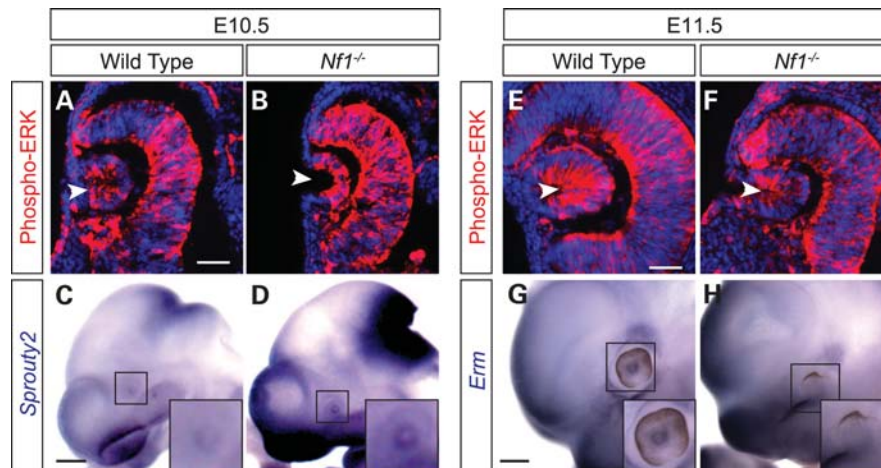 E10.5
E11.5
Wild Type
Nf1-/-
Wild Type
Nf1-/-
Phospho-ERK
A
B
Phospho-ERK
E
F
Sprouty2
C
D
Erm
G
H